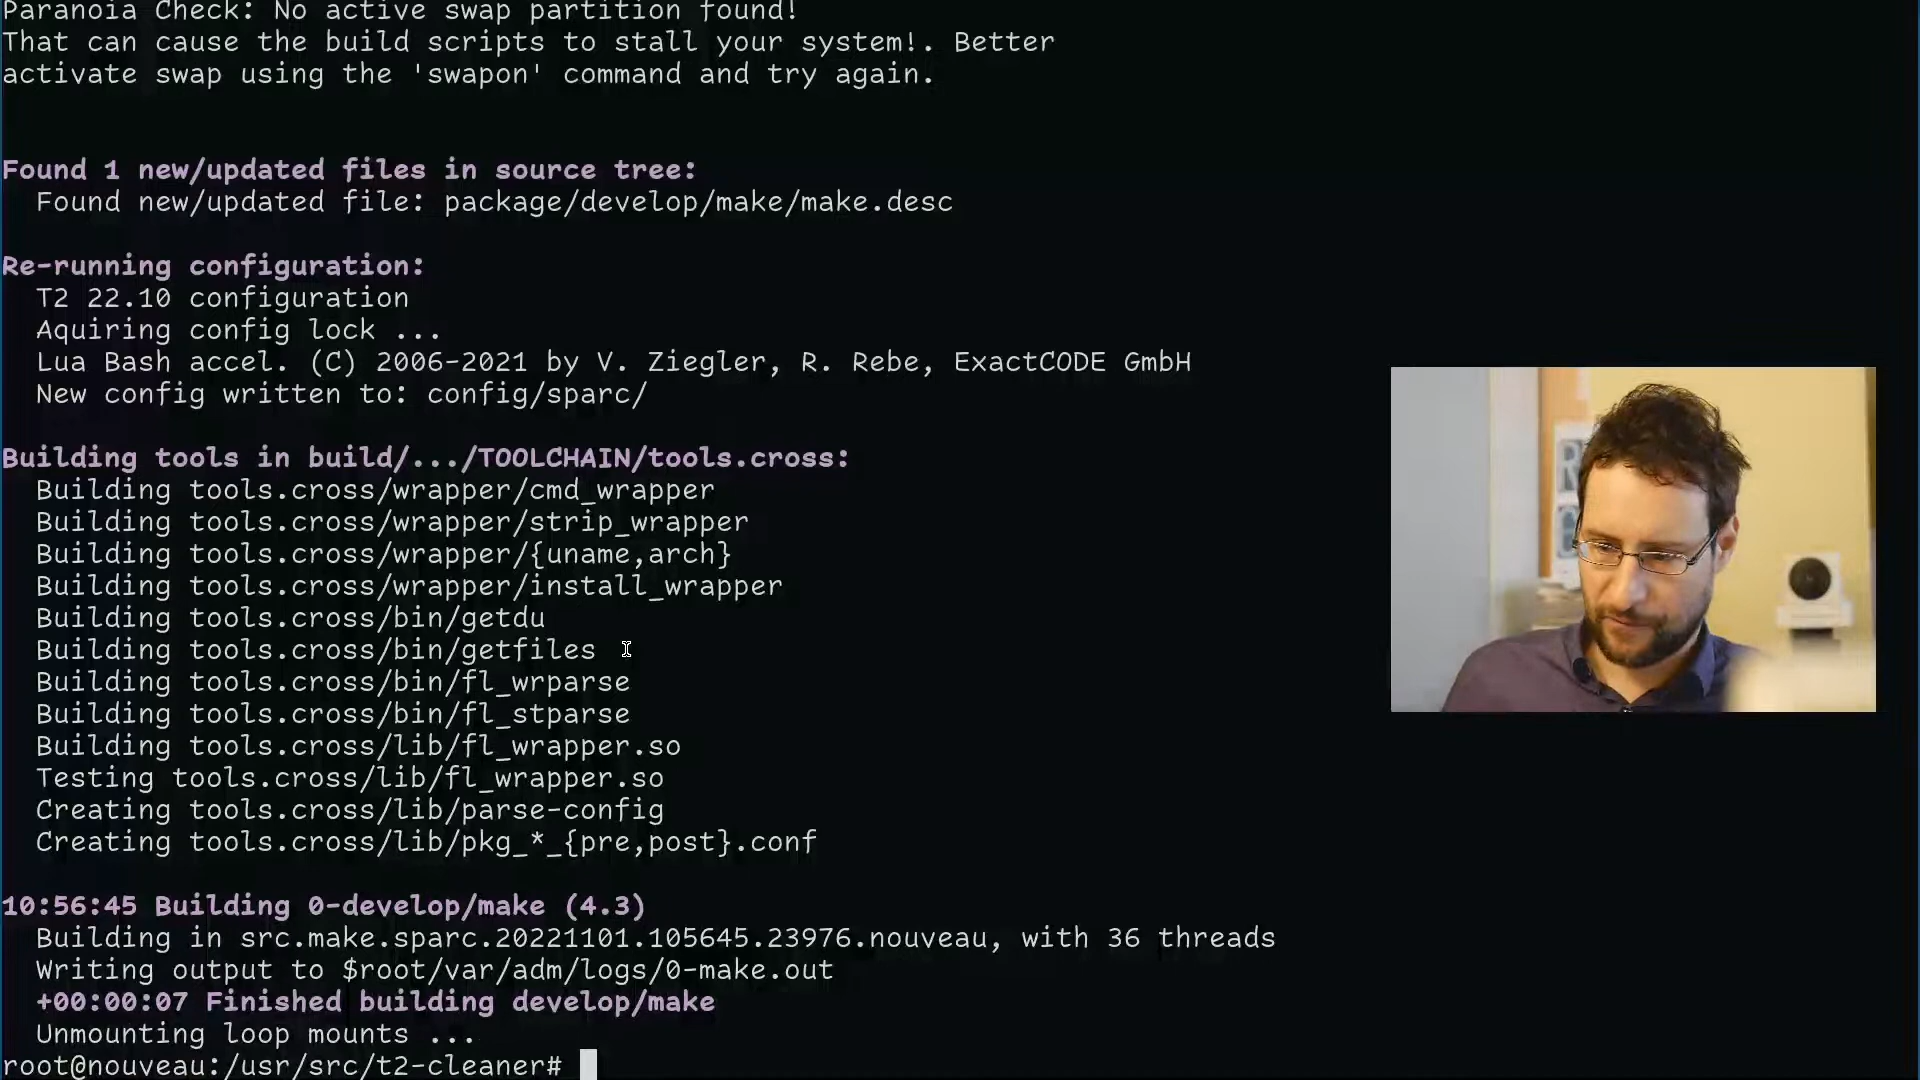 Paranoia Check: No active swap partition found!
That can cause the build scripts to stall your system!. Better
activate swap using the 'swapon' command and try again.
Found 1 new/updated files in source tree:
Found new/updated file: package/develop/make/make.desc
Re-running configuration:
T2 22.10 configuration
Aquiring config lock ...
Lua Bash accel. (C) 2006-2021 by V. Ziegler, R. Rebe, ExactCODE GmbH
New config written to: config/sparc/
Building tools in build/.../TOOLCHAIN/tools.cross:
Building tools.cross/wrapper/cmd_wrapper
Building tools.cross/wrapper/strip_wrapper
Building tools.cross/wrapper/{uname,arch}
Building tools.cross/wrapper/install_wrapper
Building tools.cross/bin/getdu
Building tools.cross/bin/getfiles
Building tools.cross/bin/fl_wrparse
Building tools.cross/bin/fl_stparse
Building tools.cross/lib/fl_wrapper.so
Testing tools.cross/lib/fl_wrapper.so
Creating tools.cross/lib/parse-config
Creating tools.cross/lib/pkg_*_{pre,post}.conf
10:56:45 Building 0-develop/make (4.3)
Building in src.make.sparc.20221101.105645.23976.nouveau, with 36 threads
Writing output to $root/var/adm/logs/0-make.out
+00:00:07 Finished building develop/make
Unmounting loop mounts ...
root@nouveau:/usr/src/t2-cleaner#